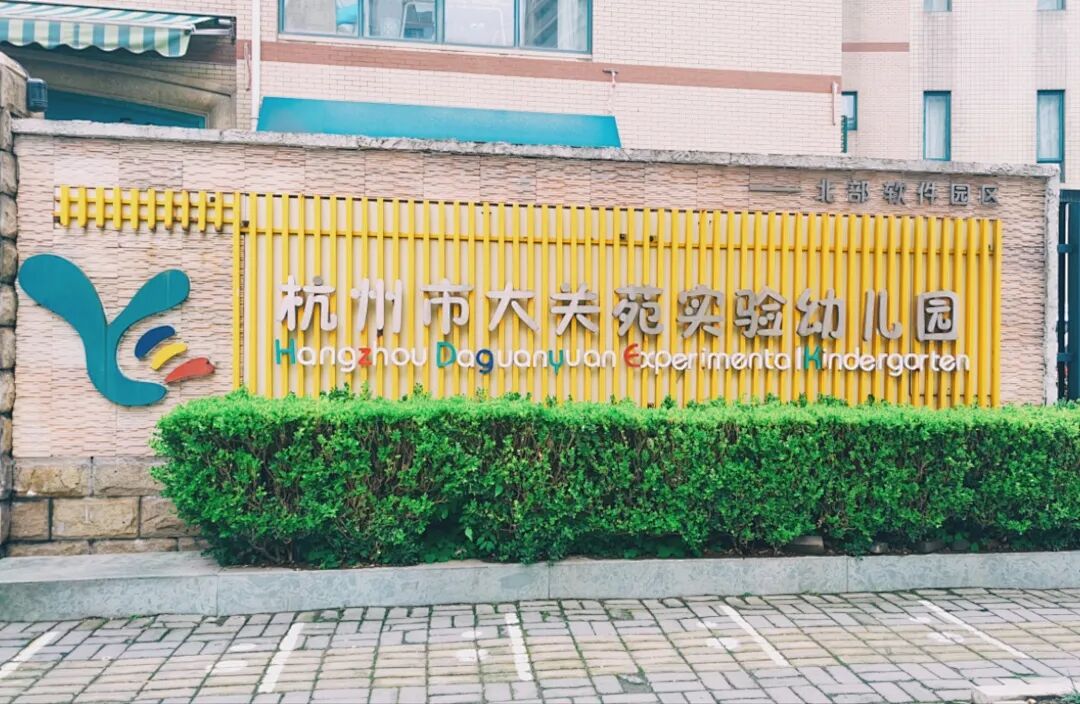 北部软件园区
杭州市大关苑实验幼儿园
Hangzhou Daguanyuan Experimental Kindergarten